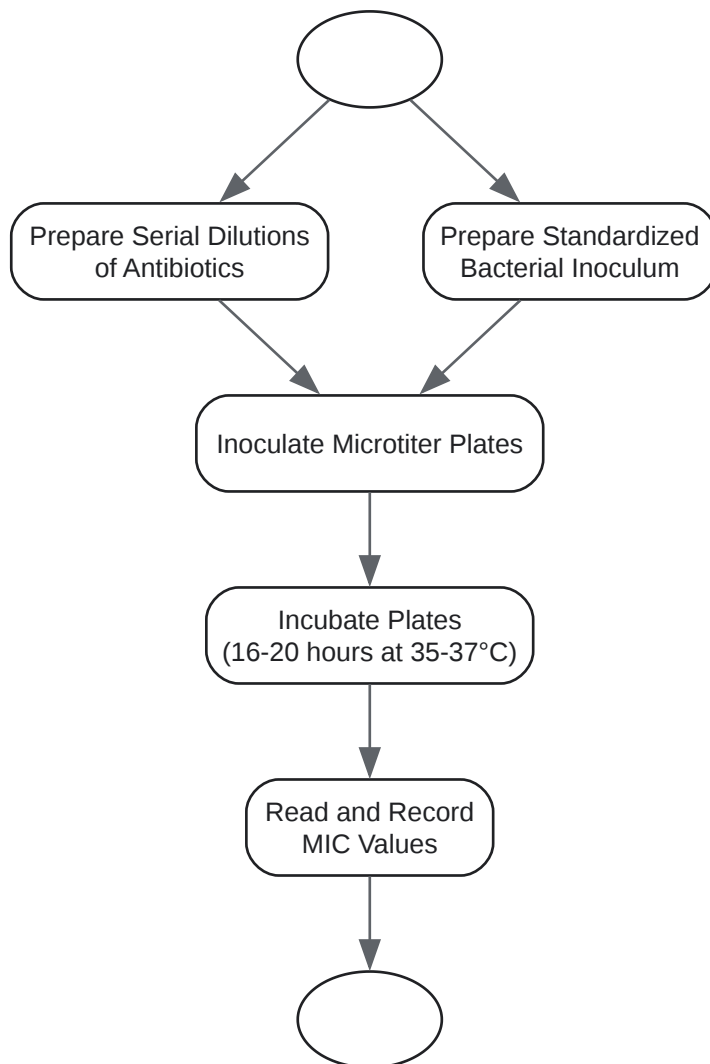 Prepare Serial Dilutions
of Antibiotics
Prepare Standardized
Bacterial Inoculum
Inoculate Microtiter Plates
Incubate Plates
(16-20 hours at 35-37°C)
Read and Record
MIC Values